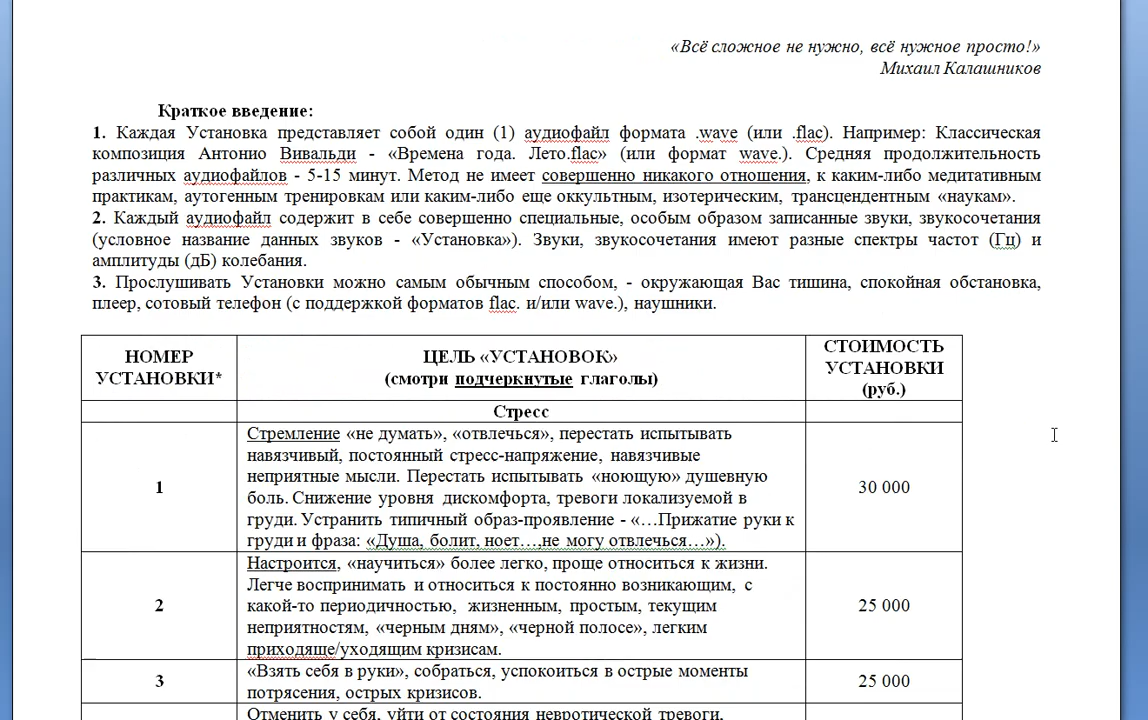 «Всё сложное не нужно, всё нужное просто!»
Михаил Калашников
Краткое введение:
1. Каждая Установка представляет собой один (1) аудиофайл формата .wave (или .flac). Например: Классическая
композиция Антонио Вивальди - «Времена года. Лето.flac» (или формат wave.). Средняя продолжительность
различных аудиофайлов - 5-15 минут. Метод не имеет совершенно никакого отношения, к каким-либо медитативным
практикам, аутогенным тренировкам или каким-либо еще оккультным, изотерическим, трансцендентным «наукам».
2. Каждый аудиофайл содержит в себе совершенно специальные, особым образом записанные звуки, звукосочетания
(условное название данных звуков - «Установка»). Звуки, звукосочетания имеют разные спектры частот (Гц) и
амплитуды (дБ) колебания.
3. Прослушивать Установки можно самым обычным способом, - окружающая Вас тишина, спокойная обстановка,
плеер, сотовый телефон (с поддержкой форматов flac. и/или wave.), наушники.
НОМЕР
УСТАНОВКИ*
ЦЕЛЬ «УСТАНОВОК»
(смотри подчеркнутые глаголы)
СТОИМОСТЬ
УСТАНОВКИ
(руб.)
Стресс
1
Стремление «не думать», «отвлечься», перестать испытывать
навязчивый, постоянный стресс-напряжение, навязчивые
неприятные мысли. Перестать испытывать «ноющую» душевную
боль. Снижение уровня дискомфорта, тревоги локализуемой в
груди. Устранить типичный образ-проявление - «…Прижатие руки к
груди и фраза: «Душа, болит, ноет…,не могу отвлечься…»).
30 000
2
Настроится, «научиться» более легко, проще относиться к жизни.
Легче воспринимать и относиться к постоянно возникающим, с
какой-то периодичностью, жизненным, простым, текущим
неприятностям, «черным дням», «черной полосе», легким
приходяще/уходящим кризисам.
25 000
3
«Взять себя в руки», собраться, успокоиться в острые моменты
потрясения, острых кризисов.
25 000
Отменить у себя, уйти от состояния невротической тревоги,